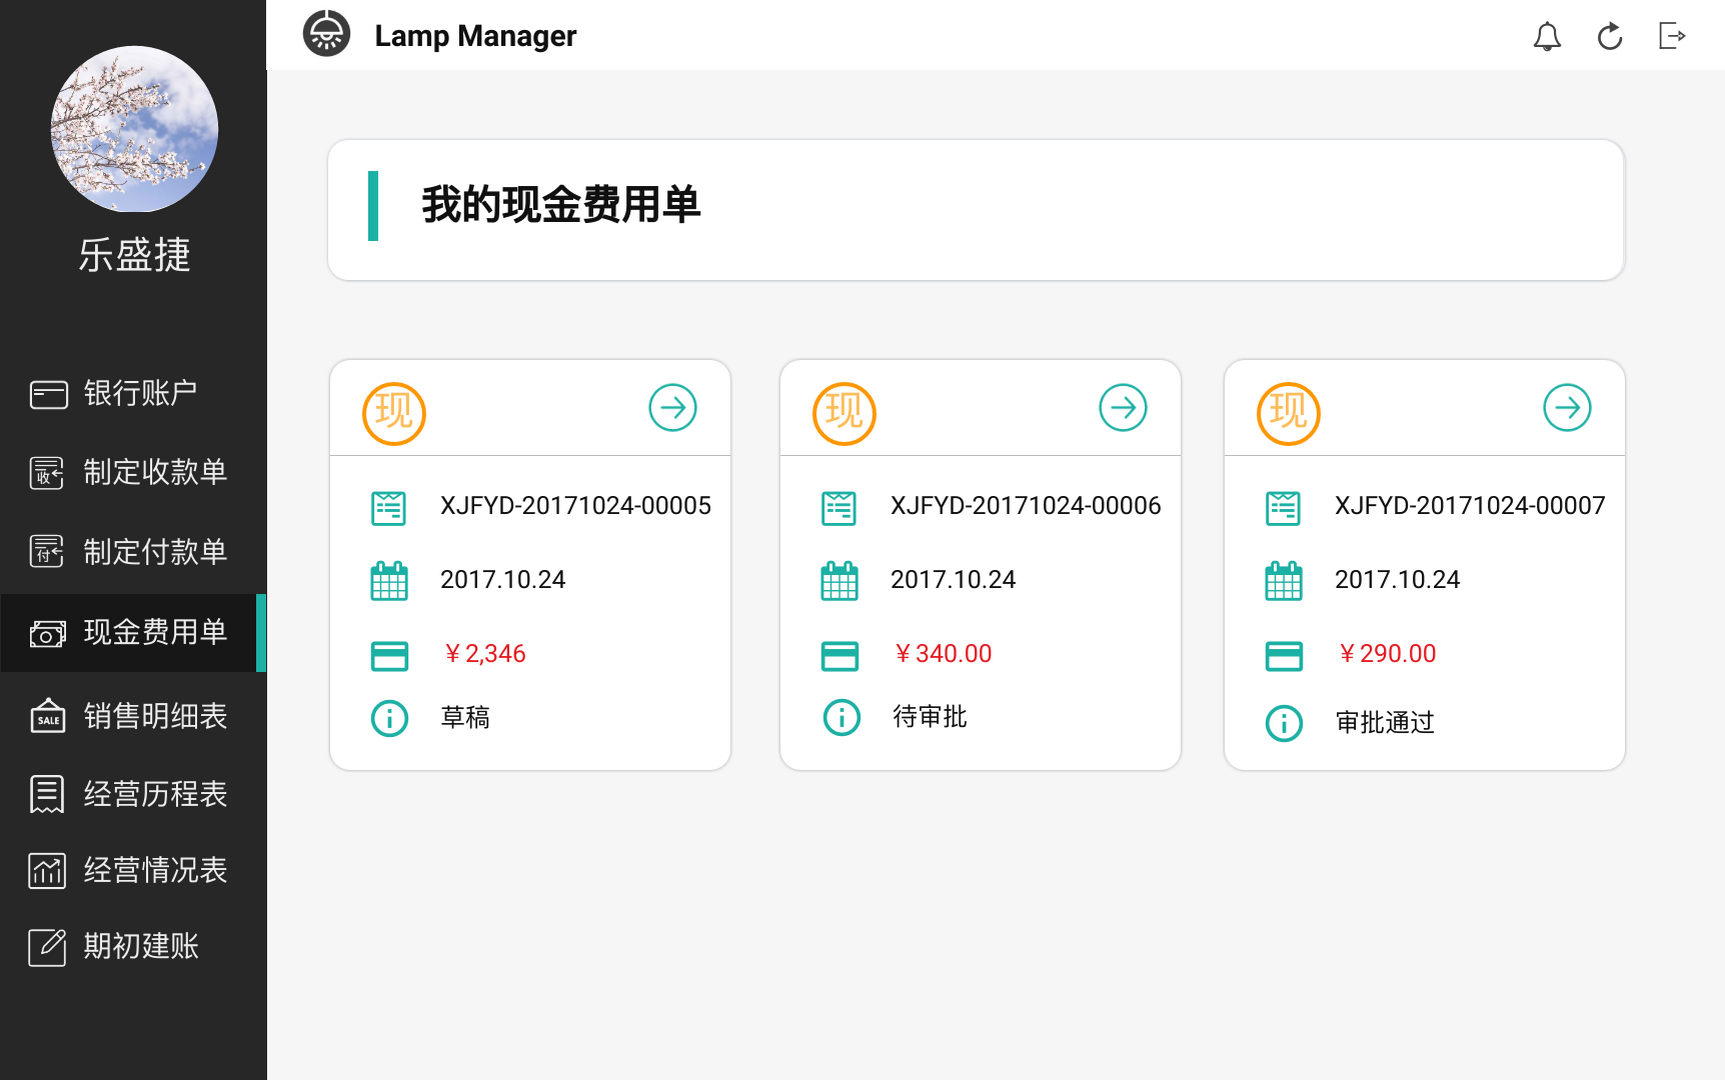 Lamp Manager
乐盛捷
银行账户
收
制定收款单
付
制定付款单
现金费用单
SALE
销售明细表
经营历程表
经营情况表
期初建账
我的现金费用单
现
XJFYD-20171024-00005
2017.10.24
￥2,346
草稿
现
XJFYD-20171024-00006
2017.10.24
￥340.00
待审批
现
XJFYD-20171024-00007
2017.10.24
￥290.00
审批通过